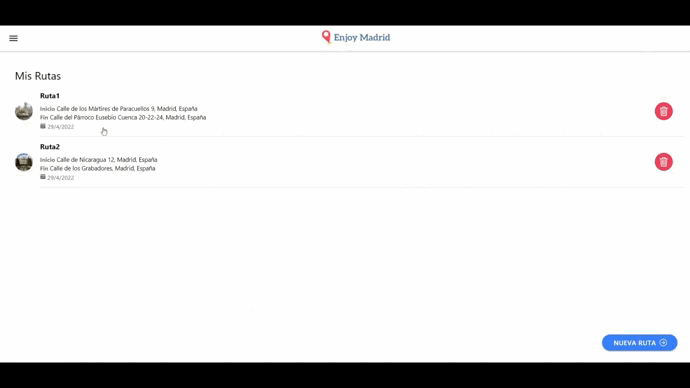 Enjoy Madrid
Mis Rutas
Ruta1
Inicio Calle de los Mártires de Paracuellos 9, Madrid, España
Fin Calle del Párroco Eusebio Cuenca 20-22-24, Madrid, España
29/4/2022
Ruta2
Inicio Calle de Nicaragua 12, Madrid, España
Fin Calle de los Grabadores, Madrid, España
29/4/2022
NUEVA RUTA